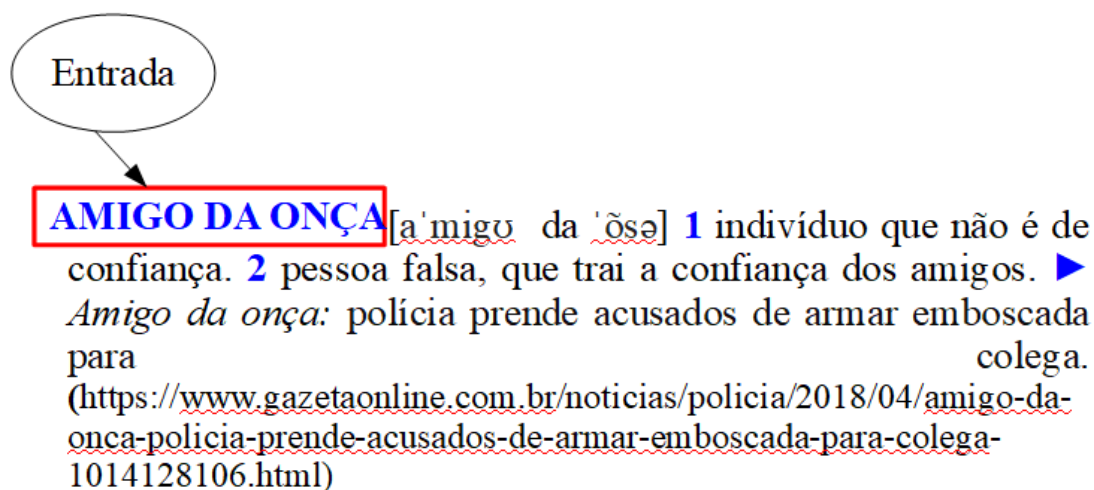 Entrada
AMIGO DA ONÇA[aˈmigʊ da ˈõsə] 1 indivíduo que não é de
confiança. 2 pessoa falsa, que trai a confiança dos amigos. ►
Amigo da onça: polícia prende acusados de armar emboscada
para colega.
(https://www.gazetaonline.com.br/noticias/policia/2018/04/amigo-da-
onca-policia-prende-acusados-de-armar-emboscada-para-colega-
1014128106.html)